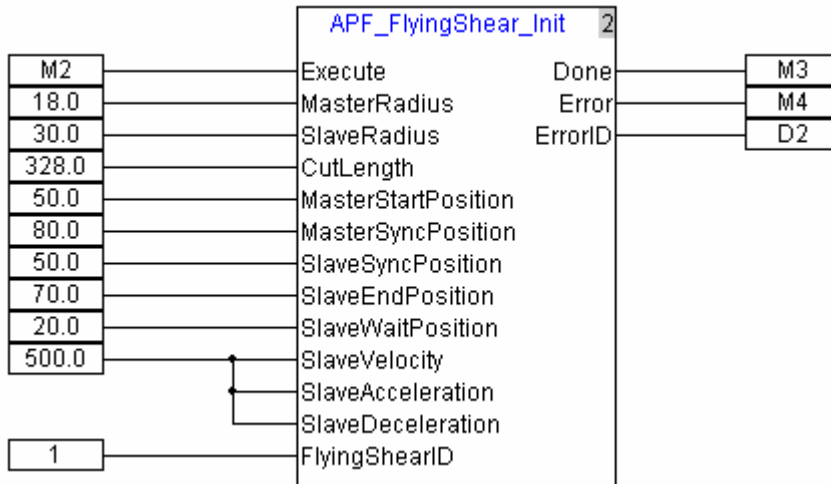 APF_FlyingShear_Init 2
M2 Execute Done M3
18.0 MasterRadius Error M4
30.0 SlaveRadius ErrorID D2
328.0 CutLength
50.0 MasterStartPosition
80.0 MasterSyncPosition
50.0 SlaveSyncPosition
70.0 SlaveEndPosition
20.0 SlaveWaitPosition
500.0 SlaveVelocity
SlaveAcceleration
SlaveDeceleration
1 FlyingShearID